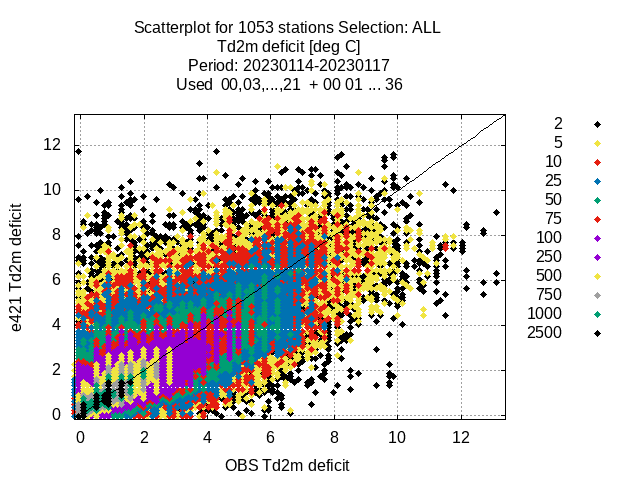 Scatterplot for 1053 stations Selection: ALL
Td2m deficit [deg C]
Period: 20230114-20230117
Used  00,03,...,21  + 00 01 ... 36
2
5
10
25
50
75
100
250
500
750
1000
2500
e421 Td2m deficit
12
10
8
6
4
2
0
0 2 4 6 8 10 12
OBS Td2m deficit